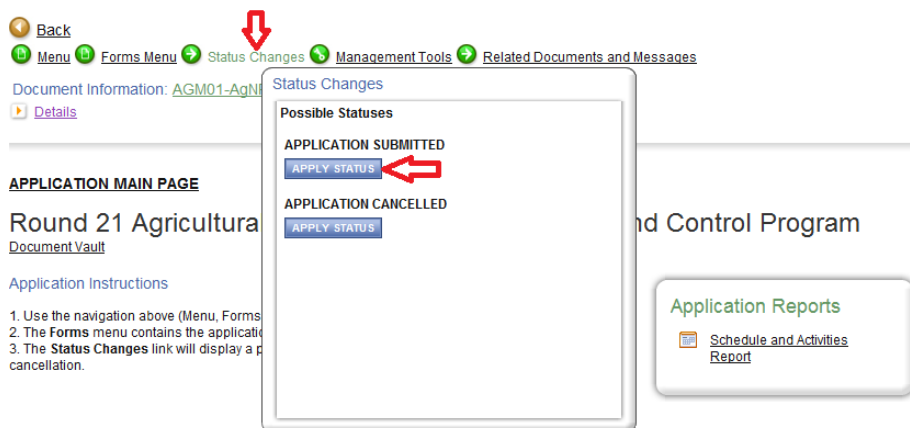 Back
Menu Forms Menu Status Changes Management Tools Related Documents and Messages
Document Information: AGM01-AgN
Details
Status Changes
Possible Statuses
APPLICATION SUBMITTED
APPLY STATUS
APPLICATION CANCELLED
APPLY STATUS
APPLICATION MAIN PAGE
Round 21 Agricultura nd Control Program
Document Vault
Application Instructions
1. Use the navigation above (Menu, Forms
2. The Forms menu contains the applicatio
3. The Status Changes link will display a p
cancellation.
Application Reports
Schedule and Activities
Report